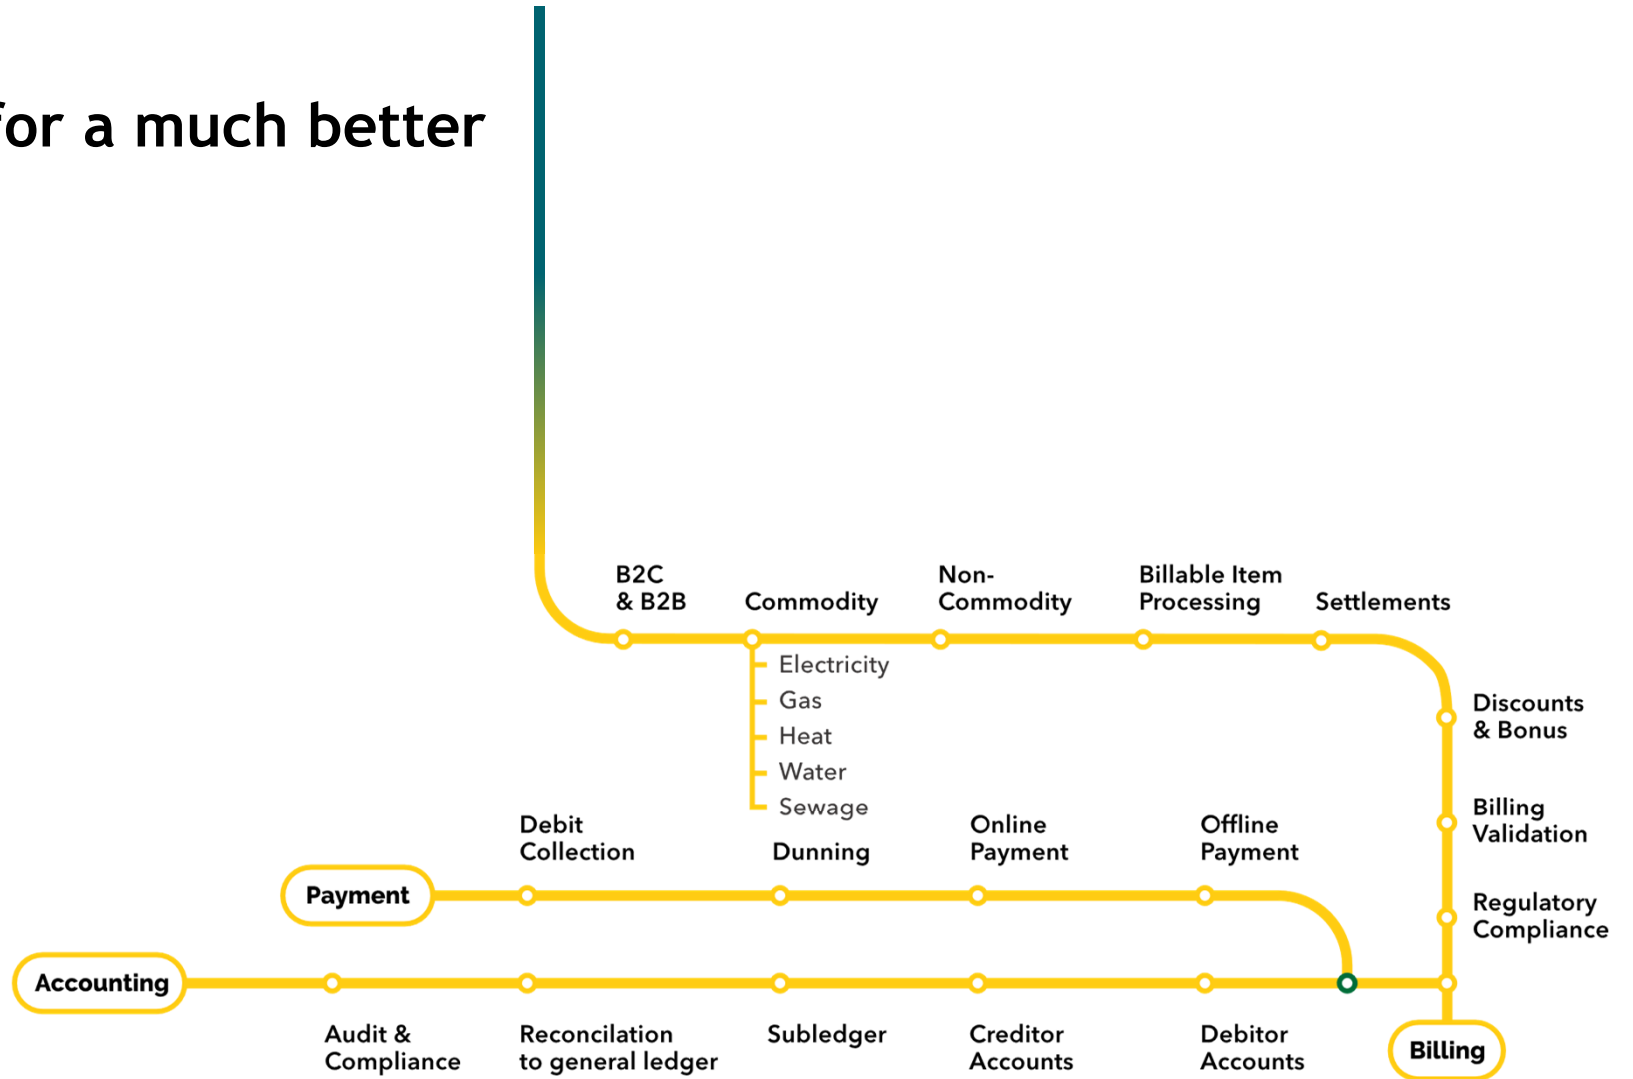 for a much better
B2C
& B2B
Commodity
Non-
Commodity
Billable Item
Processing
Settlements
Electricity
Gas
Heat
Water
Sewage
Discounts
& Bonus
Billing
Validation
Regulatory
Compliance
Debit
Collection
Dunning
Online
Payment
Offline
Payment
Payment
Accounting
Audit &
Compliance
Reconcilation
to general ledger
Subledger
Creditor
Accounts
Debitor
Accounts
Billing